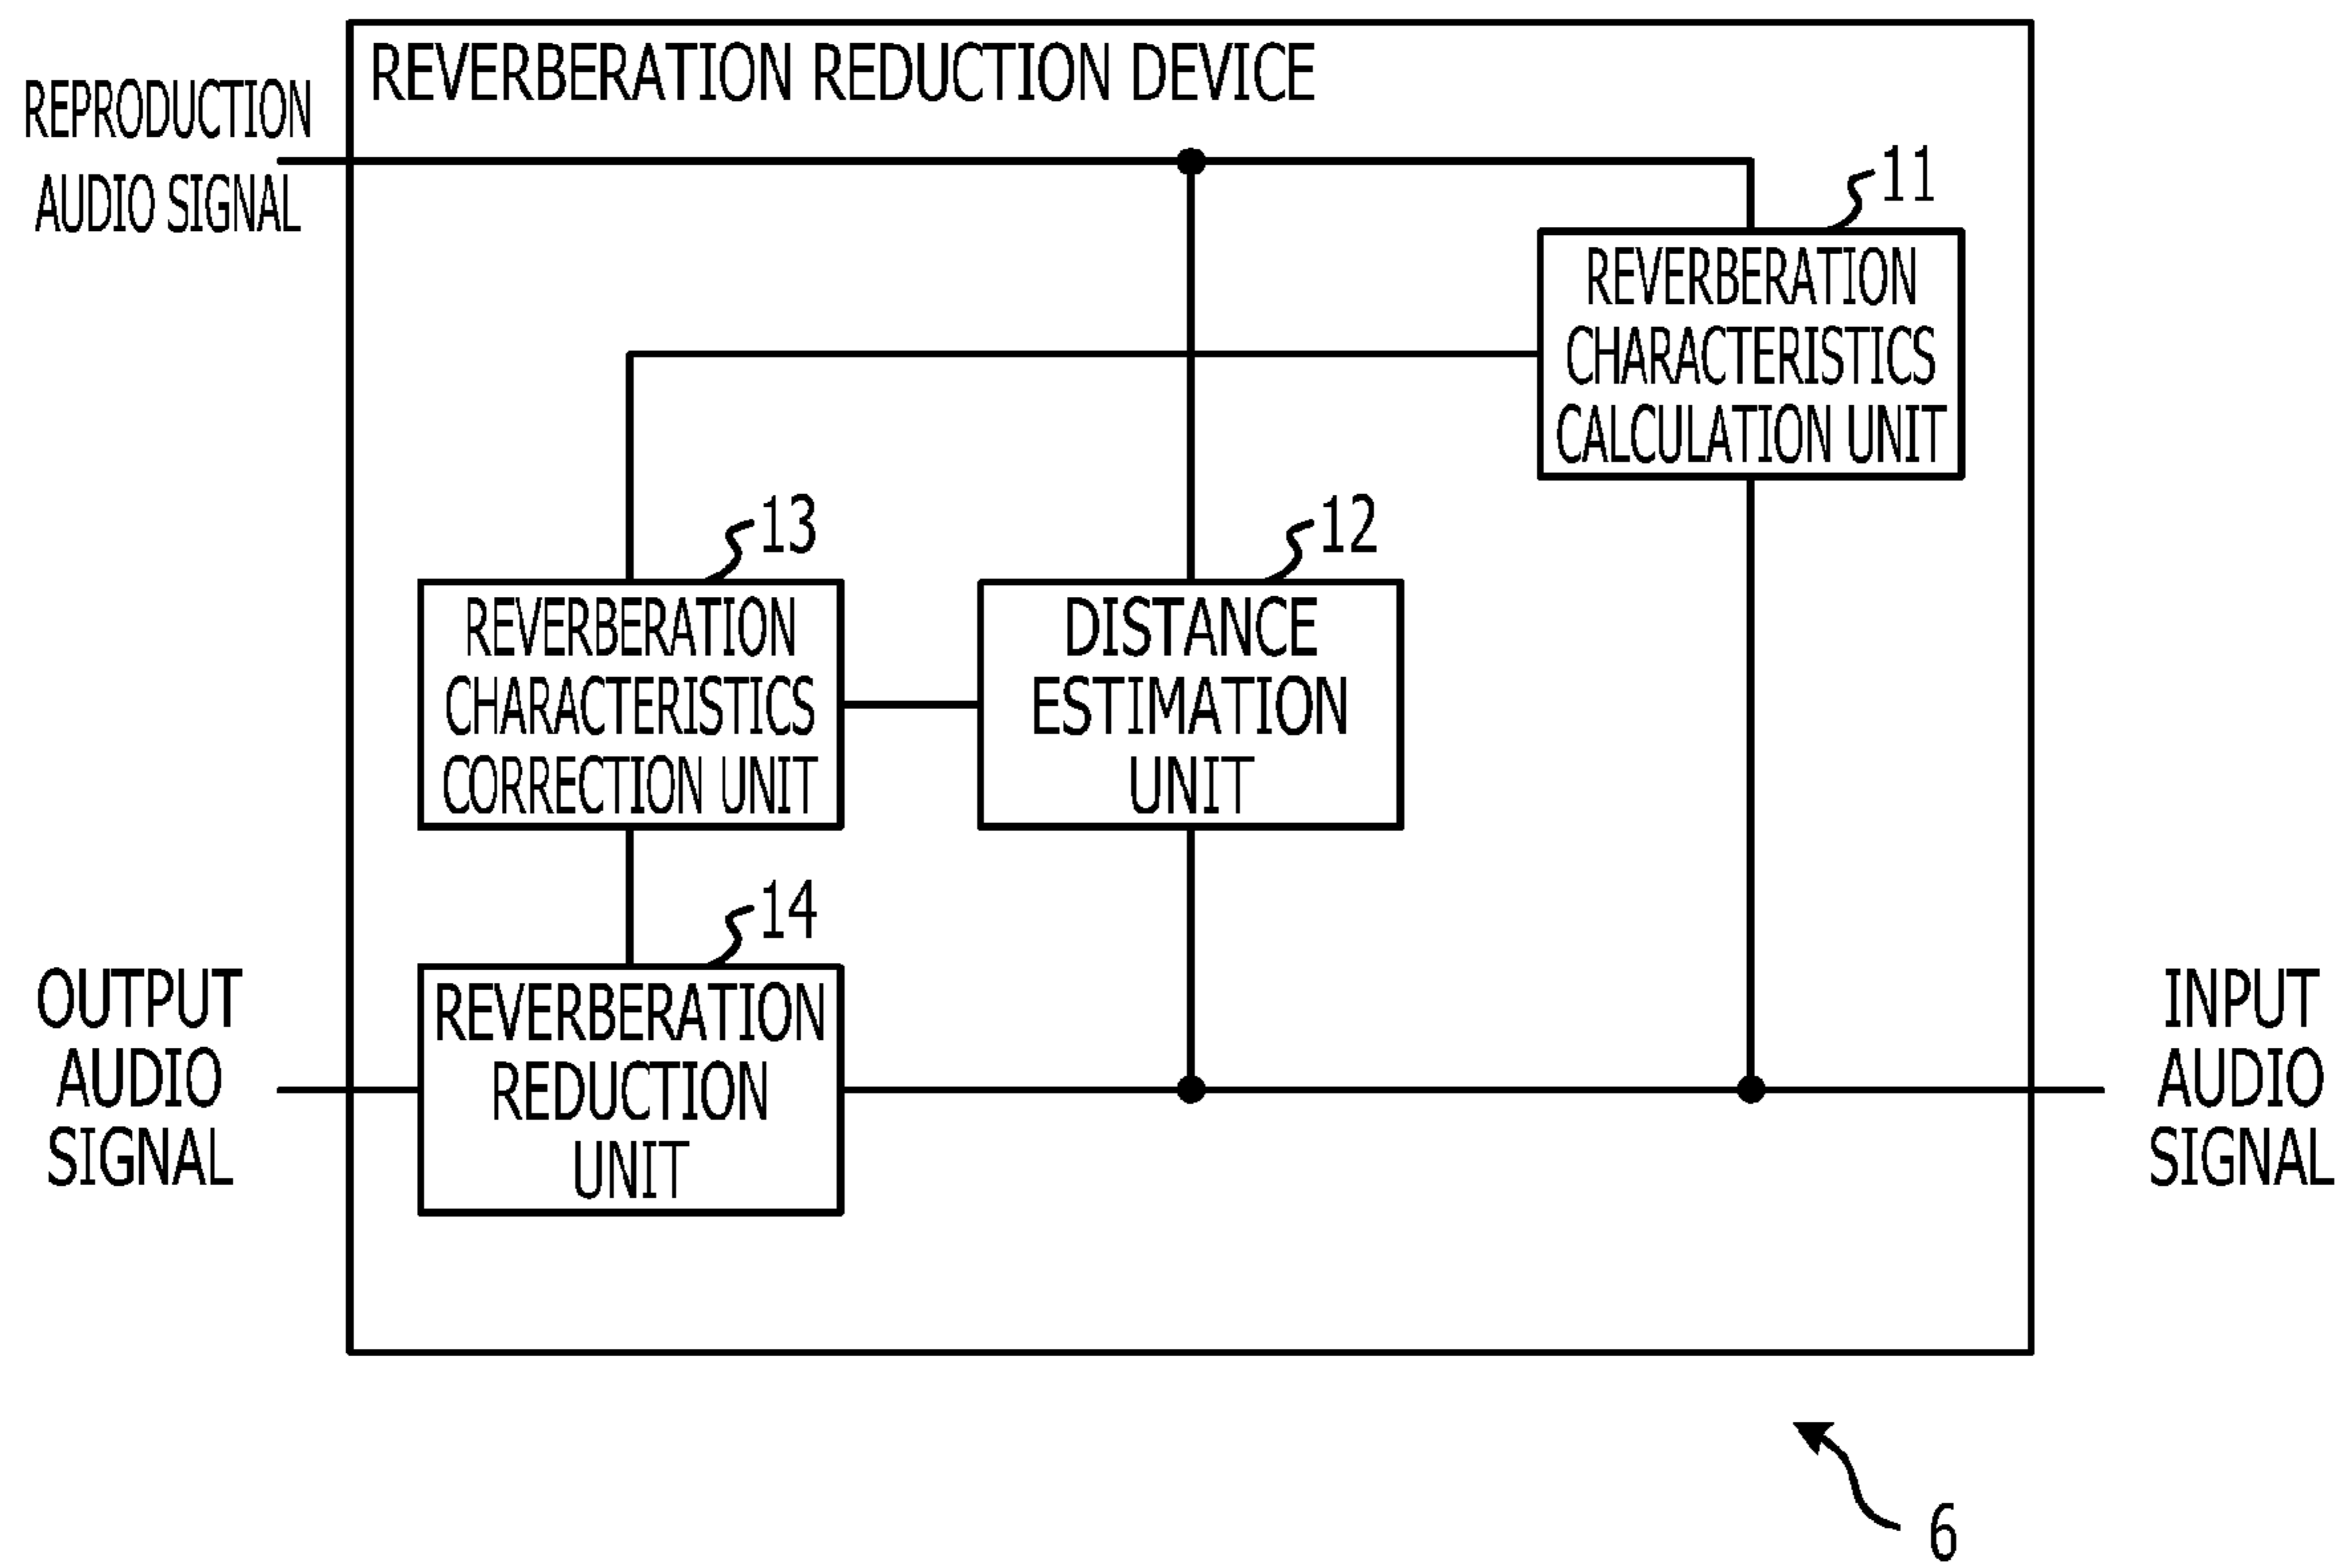 REVERBERATION REDUCTION DEVICE
REPRODUCTION
AUDIO SIGNAL
11
REVERBERATION
CHARACTERISTICS
CALCULATION UNIT
13
REVERBERATION
CHARACTERISTICS
CORRECTION UNIT
12
DISTANCE
ESTIMATION
UNIT
14
REVERBERATION
REDUCTION
UNIT
OUTPUT
AUDIO
SIGNAL
INPUT
AUDIO
SIGNAL
6